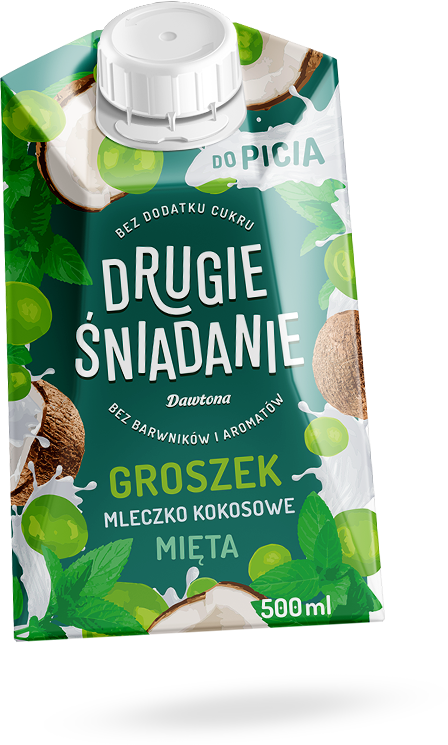 DO PICIA
BEZ DODATKU CUKRU
DRUGIE
ŚNIADANIE
Dawtona
BEZ BARWNIKÓW I AROMATÓW
GROSZEK
MLECZKO KOKOSOWE
MIĘTA
500 ml